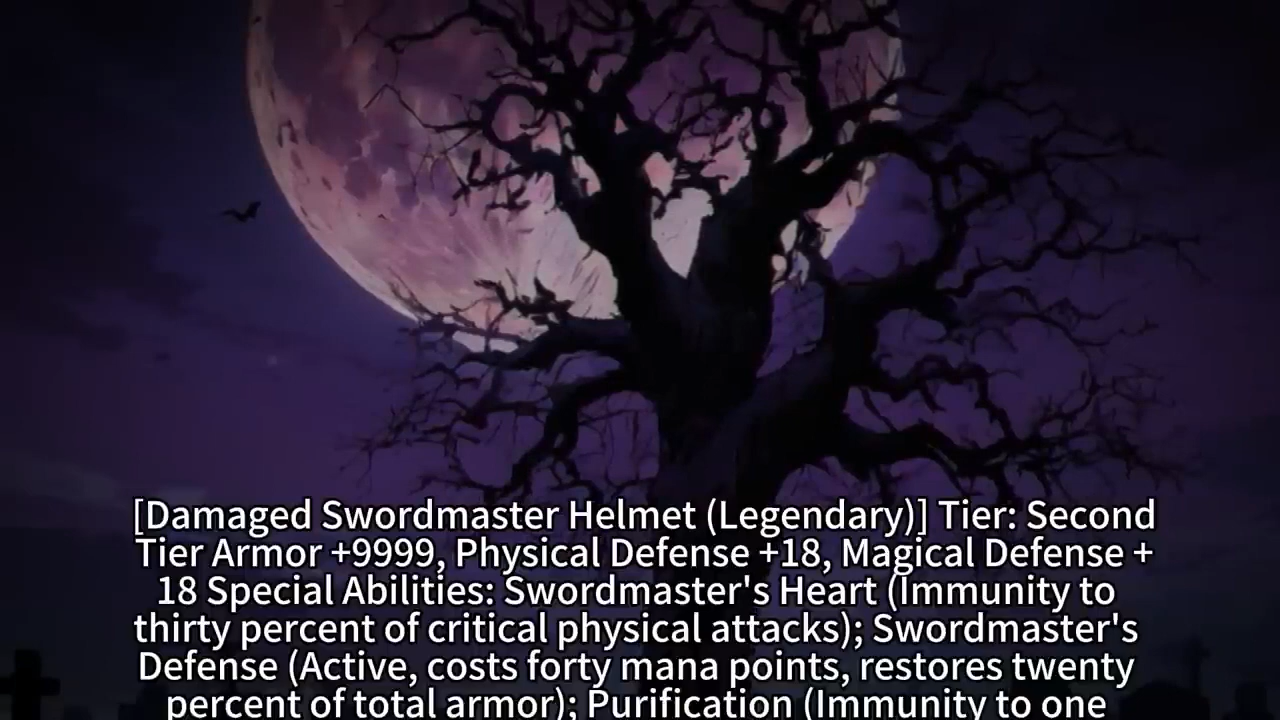 [Damaged Swordmaster Helmet (Legendary)] Tier: Second
Tier Armor +9999, Physical Defense +18, Magical Defense +
18 Special Abilities: Swordmaster's Heart (Immunity to
thirty percent of critical physical attacks); Swordmaster's
Defense (Active, costs forty mana points, restores twenty
percent of total armor); Purification (Immunity to one